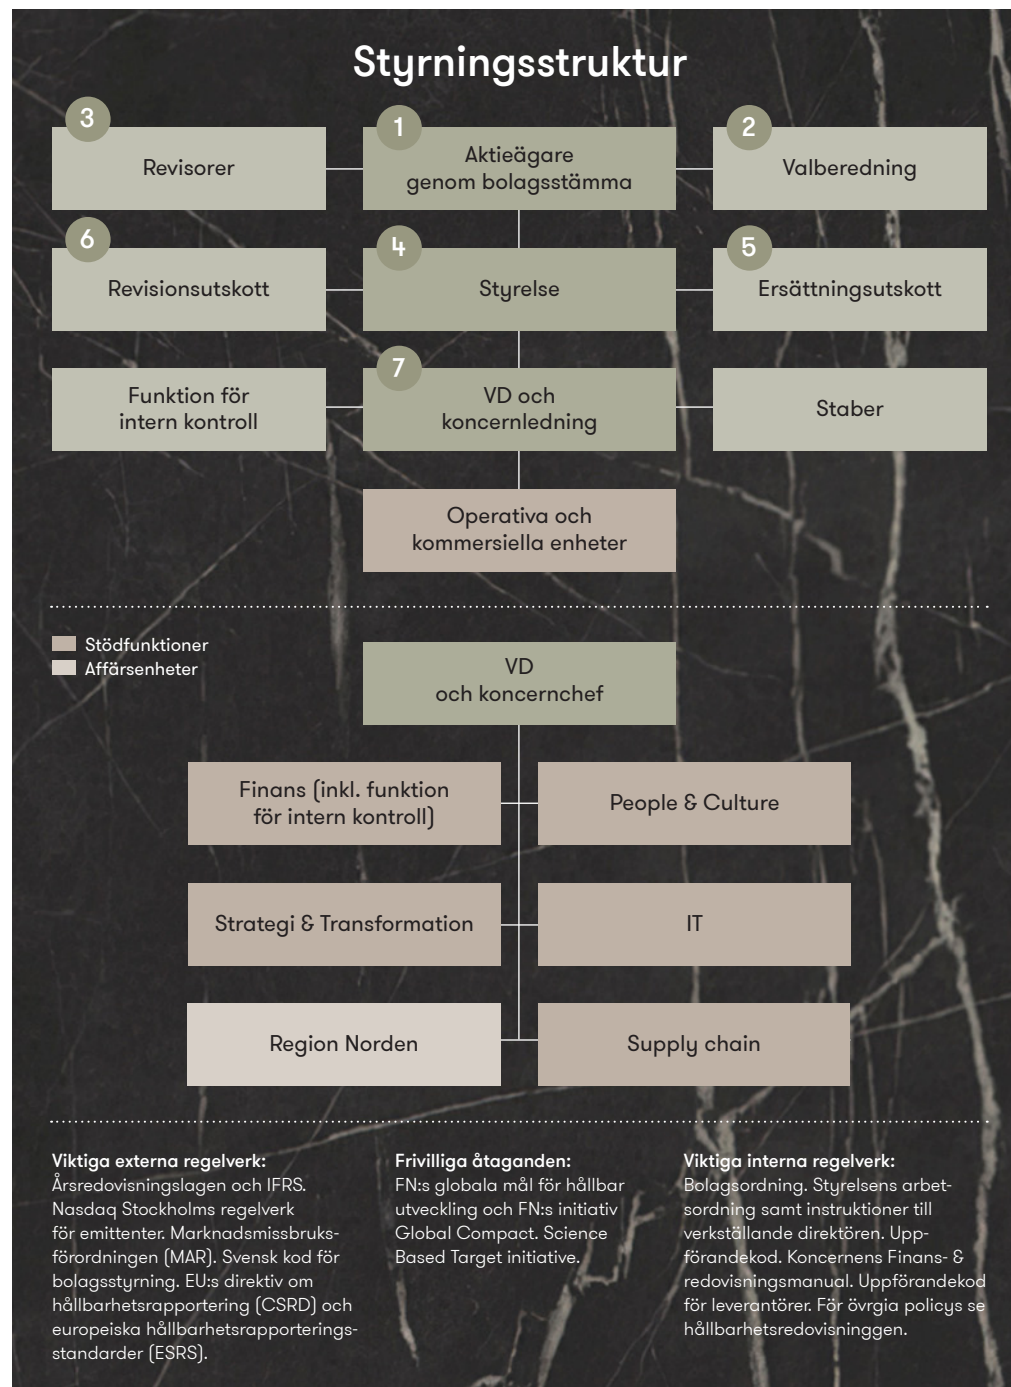 Styrningsstruktur
3
Revisorer
1
Aktieägare
genom bolagsstämma
2
Valberedning
6
Revisionsutskott
4
Styrelse
5
Ersättningsutskott
Funktion för
intern kontroll
7
VD och
koncernledning
Staber
Operativa och
kommersiella enheter
Stödfunktioner
Affärsenheter
VD
och koncernchef
Finans (inkl. funktion
för intern kontroll)
People & Culture
Strategi & Transformation
IT
Region Norden
Supply chain
Viktiga externa regelverk:
Årsredovisningslagen och IFRS.
Nasdaq Stockholms regelverk
för emittenter. Marknadsmissbruks-
förordningen (MAR). Svensk kod för
bolagsstyrning. EU:s direktiv om
hållbarhetsrapportering (CSRD) och
europeiska hållbarhetsrapporterings-
standarder (ESRS).
Frivilliga åtaganden:
FN:s globala mål för hållbar
utveckling och FN:s initiativ
Global Compact. Science
Based Target initiative.
Viktiga interna regelverk:
Bolagsordning. Styrelsens arbet-
sordning samt instruktioner till
verkställande direktören. Upp-
förandekod. Koncernens Finans- &
redovisningsmanual. Uppförandekod
för leverantörer. För övrgia policys se
hållbarhetsredovisninggen.